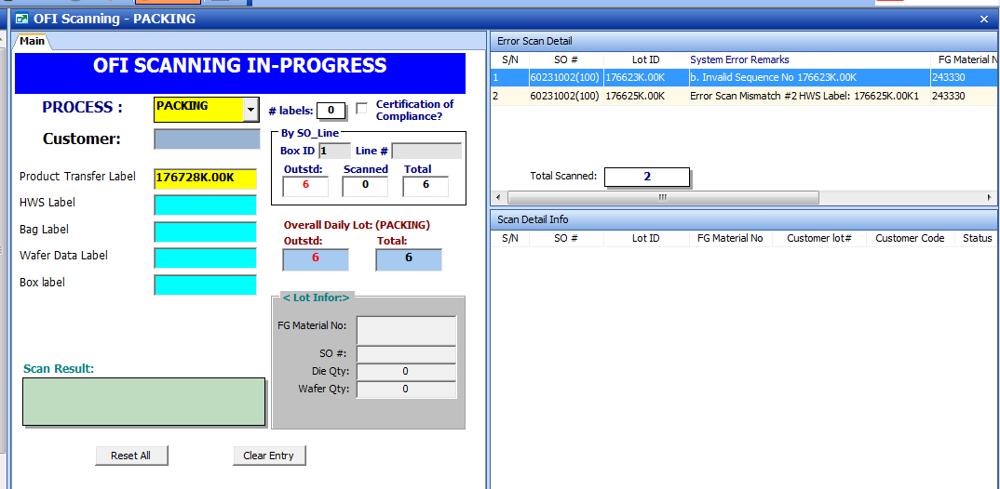 OFI Scanning - PACKING
Main
OFI SCANNING IN-PROGRESS
PROCESS :
PACKING
# labels:
0
Certification of
Compliance?
Customer:
By SO_Line
Box ID
1
Line #
Outstd:
Scanned
Total
6
0
6
Product Transfer Label
176728K.00K
HWS Label
Bag Label
Wafer Data Label
Box label
Overall Daily Lot: (PACKING)
Outstd:
Total:
6
6
< Lot Infor:>
FG Material No:
SO #:
Die Qty:
0
Wafer Qty:
0
Scan Result:
Reset All
Clear Entry
Error Scan Detail
S/N SO # Lot ID System Error Remarks FG Material N
1 60231002(100) 176623K.00K b. Invalid Sequence No 176623K.00K 243330
2 60231002(100) 176625K.00K Error Scan Mismatch #2 HWS Label: 176625K.00K1 243330
Total Scanned:
2
Scan Detail Info
S/N SO # Lot ID FG Material No Customer lot# Customer Code Status